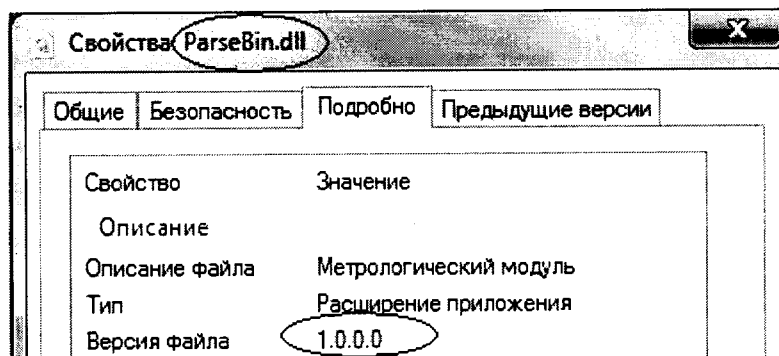 Свойства: ParseBin.dll
Общие Безопасность Подробно Предыдущие версии
Свойство Значение
Описание
Описание файла Метрологический модуль
Тип Расширение приложения
Версия файла 1.0.0.0